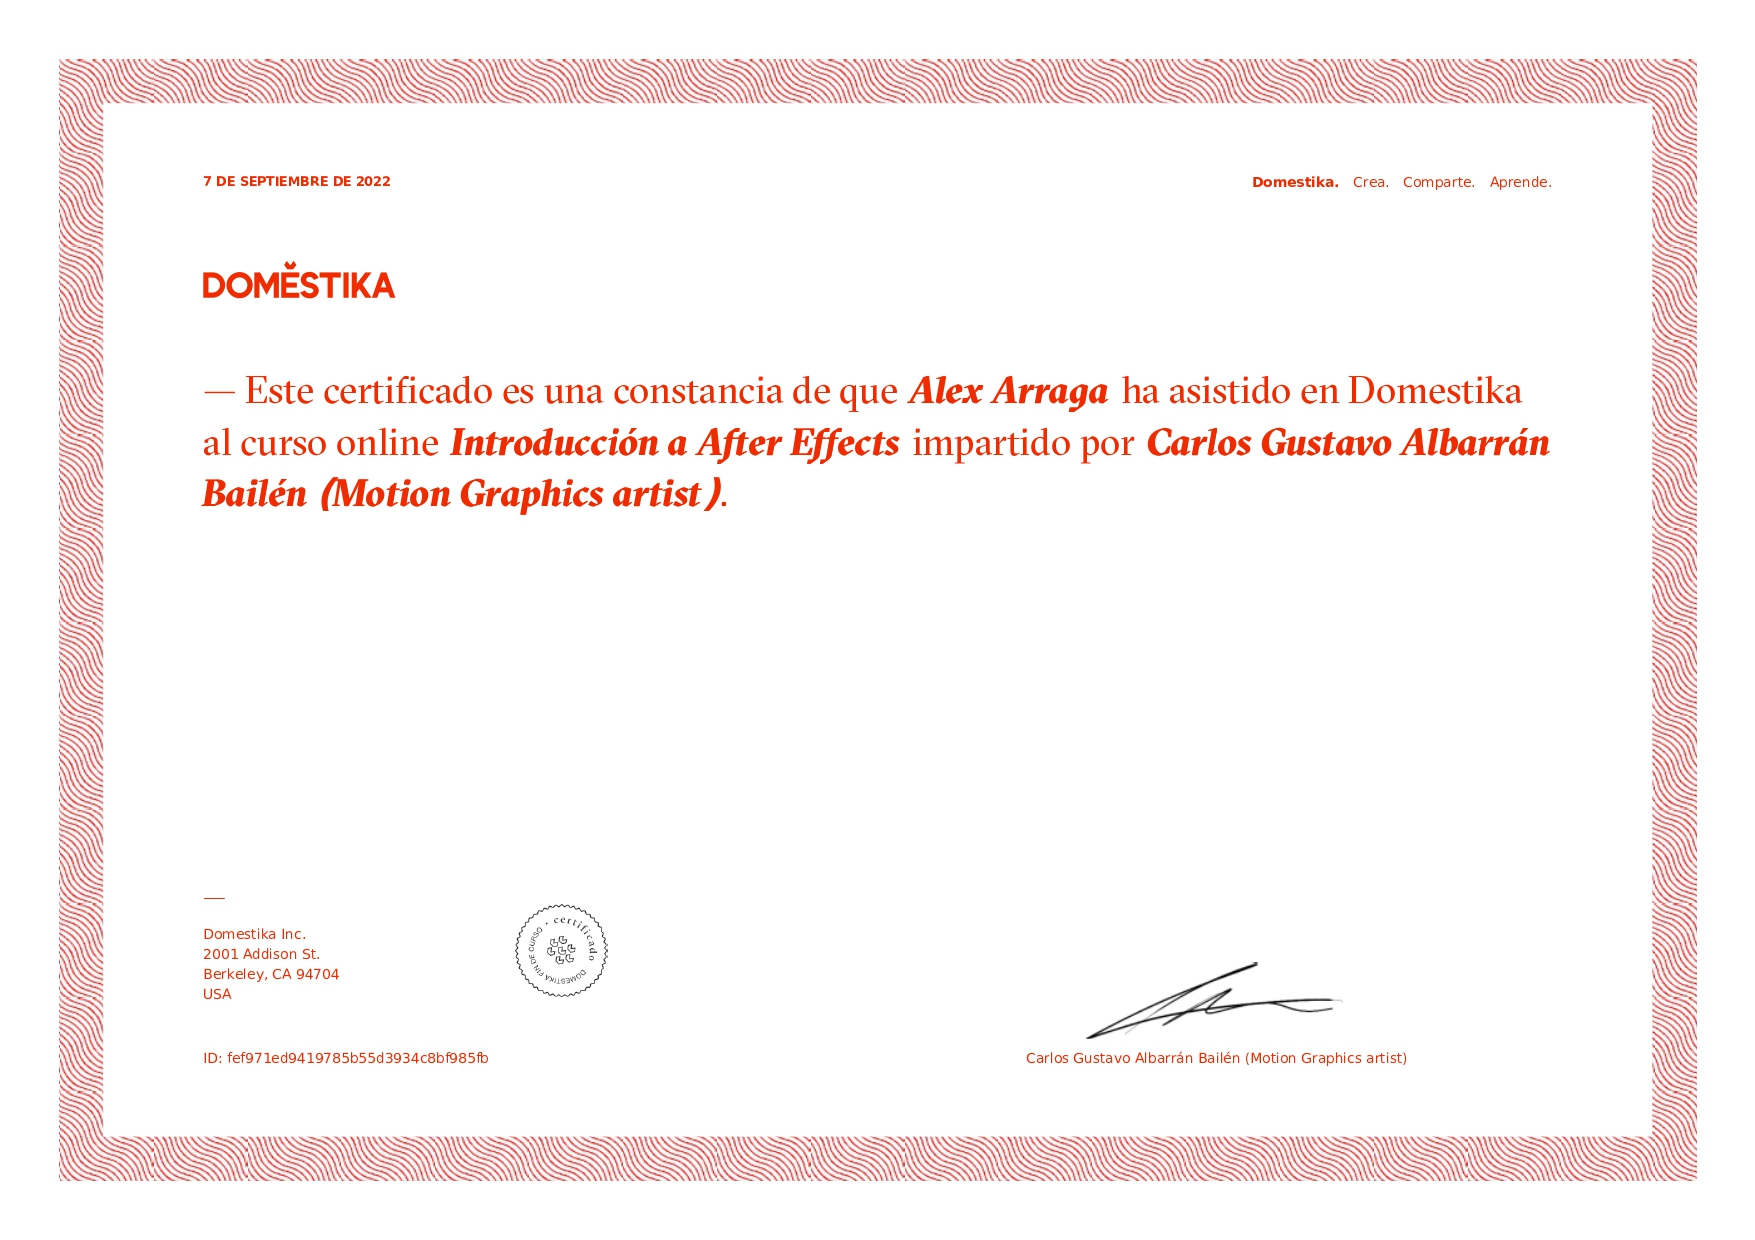 7 DE SEPTIEMBRE DE 2022
Domestika. Crea. Comparte. Aprende.
DOMĔSTIKA
— Este certificado es una constancia de que Alex Arraga ha asistido en Domestika
al curso online Introducción a After Effects impartido por Carlos Gustavo Albarrán
Bailén (Motion Graphics artist).
—
Domestika Inc.
2001 Addison St.
Berkeley, CA 94704
USA
• certificado
DOMESTIKA FIN DE CURSO
ID: fef971ed9419785b55d3934c8bf985fb
Carlos Gustavo Albarrán Bailén (Motion Graphics artist)